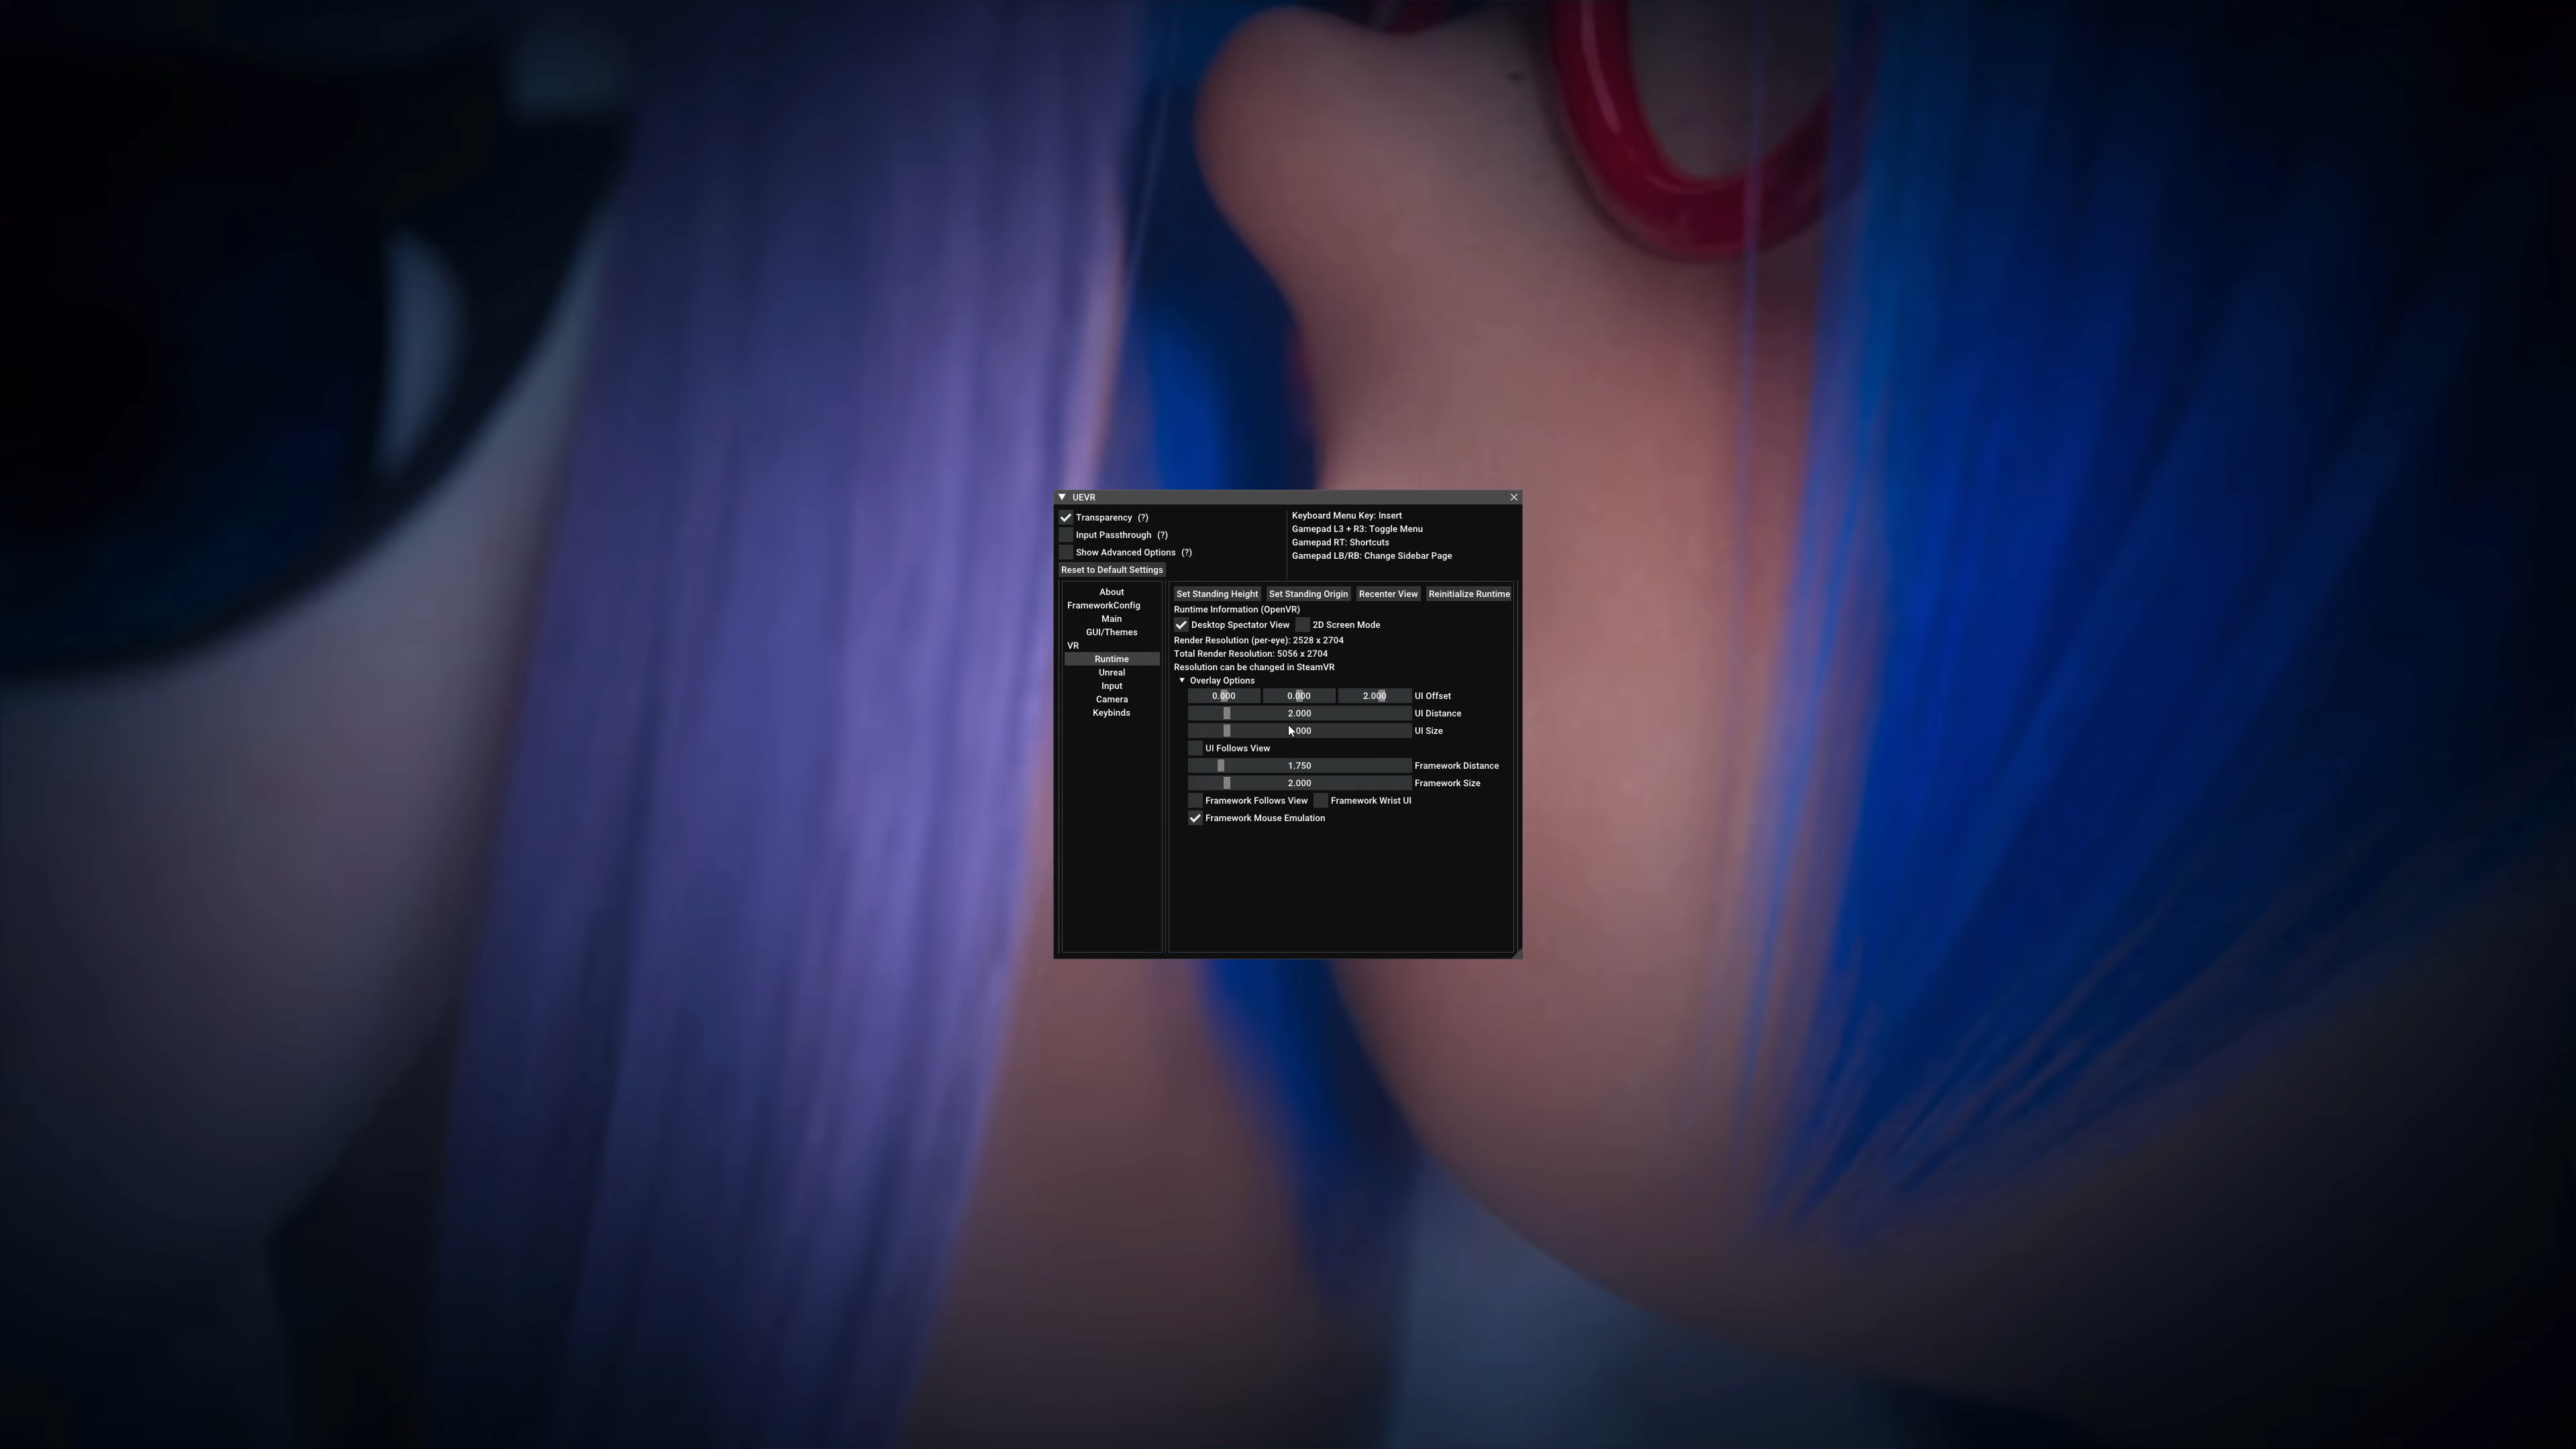 UEVR
Transparency (?)
Input Passthrough (?)
Show Advanced Options (?)
Reset to Default Settings
Keyboard Menu Key: Insert
Gamepad L3 + R3: Toggle Menu
Gamepad RT: Shortcuts
Gamepad LB/RB: Change Sidebar Page
About
FrameworkConfig
Main
GUI/Themes
VR
Runtime
Unreal
Input
Camera
Keybinds
Set Standing Height Set Standing Origin Recenter View Reinitialize Runtime
Runtime Information (OpenVR)
Desktop Spectator View 2D Screen Mode
Render Resolution (per-eye): 2528 x 2704
Total Render Resolution: 5056 x 2704
Resolution can be changed in SteamVR
Overlay Options
0.000 0.000 2.000 UI Offset
2.000 UI Distance
UI Size
UI Follows View
1.750 Framework Distance
2.000 Framework Size
Framework Follows View Framework Wrist UI
Framework Mouse Emulation